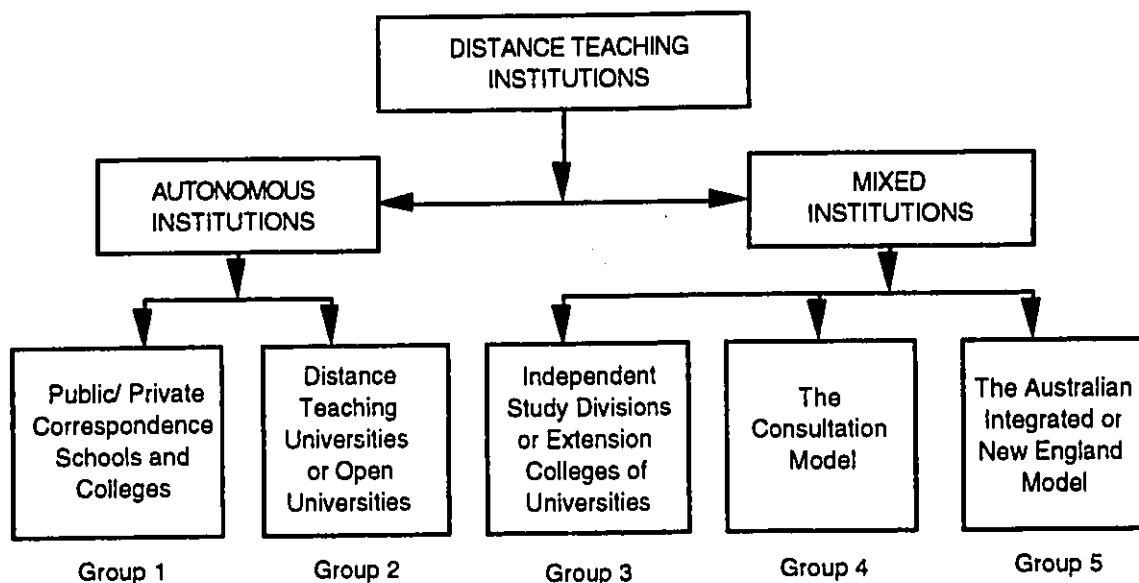 DISTANCE TEACHING
INSTITUTIONS
AUTONOMOUS
INSTITUTIONS
MIXED
INSTITUTIONS
Public/ Private
Correspondence
Schools and
Colleges
Distance
Teaching
Universities
or Open
Universities
Independent
Study Divisions
or Extension
Colleges of
Universities
The
Consultation
Model
The Australian
Integrated or
New England
Model
Group 1
Group 2
Group 3
Group 4
Group 5